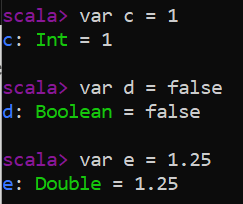 scala> var c = 1
c: Int = 1
scala> var d = false
d: Boolean = false
scala> var e = 1.25
e: Double = 1.25